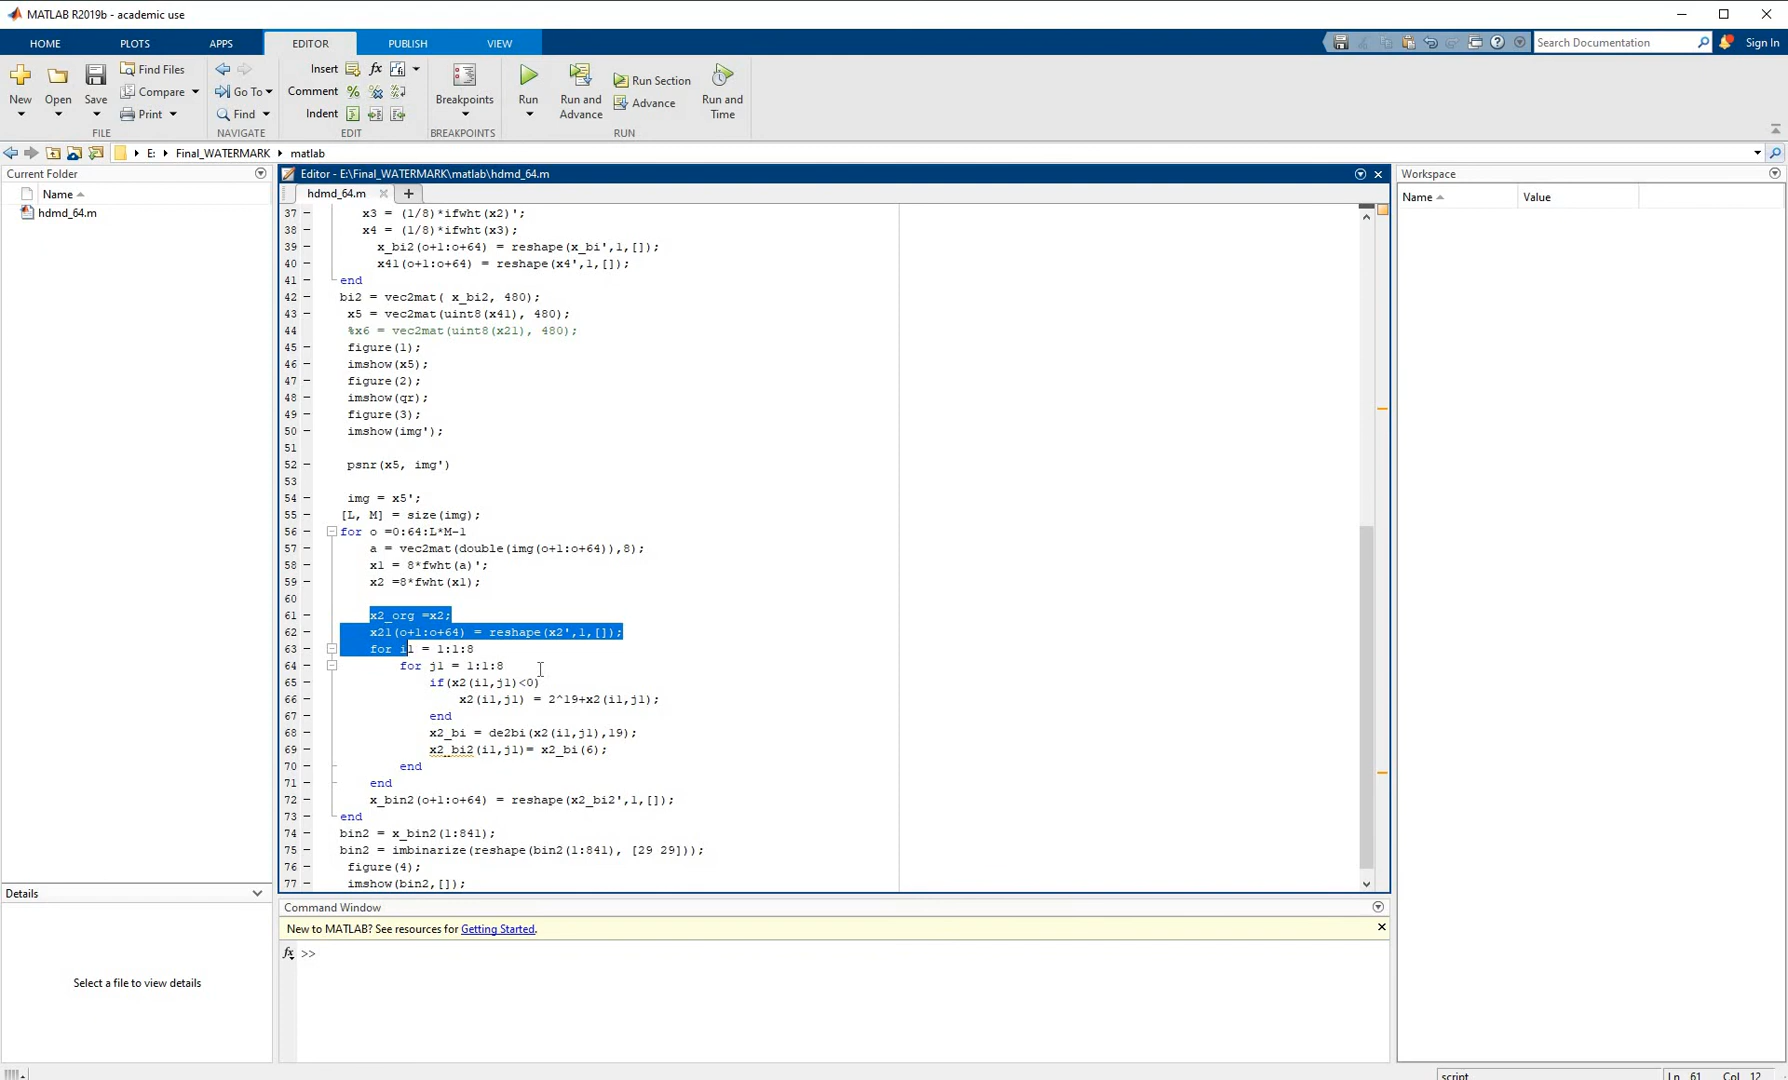 MATLAB R2019b - academic use
HOME PLOTS APPS EDITOR PUBLISH VIEW Search Documentation Sign In
New Open Save Find Files Compare Print Go To Find Insert fx Comment Indent Breakpoints Run Run and Advance Run Section Advance Run and Time
FILE NAVIGATE EDIT BREAKPOINTS RUN
E: Final_WATERMARK matlab
Current Folder
Name
hdmd_64.m
Editor - E:\Final_WATERMARK\matlab\hdmd_64.m
hdmd_64.m
37 – x3 = (1/8)*ifwht(x2)';
38 – x4 = (1/8)*ifwht(x3);
39 – x_bi2(o+1:o+64) = reshape(x_bi',1,[]);
40 – x41(o+1:o+64) = reshape(x4',1,[]);
41 – end
42 – bi2 = vec2mat( x_bi2, 480);
43 – x5 = vec2mat(uint8(x41), 480);
44 – %x6 = vec2mat(uint8(x21), 480);
45 – figure(1);
46 – imshow(x5);
47 – figure(2);
48 – imshow(qr);
49 – figure(3);
50 – imshow(img');
51 –
52 – psnr(x5, img')
53 –
54 – img = x5';
55 – [L, M] = size(img);
56 – for o =0:64:L*M-1
57 – a = vec2mat(double(img(o+1:o+64)),8);
58 – x1 = 8*fwht(a)';
59 – x2 =8*fwht(x1);
60 –
61 – x2_org =x2;
62 – x21(o+1:o+64) = reshape(x2',1,[]);
63 – for i1 = 1:1:8
64 – for j1 = 1:1:8
65 – if(x2(i1,j1)<0)
66 – x2(i1,j1) = 2^19+x2(i1,j1);
67 – end
68 – x2_bi = de2bi(x2(i1,j1),19);
69 – x2_bi2(i1,j1)= x2_bi(6);
70 – end
71 – end
72 – x_bin2(o+1:o+64) = reshape(x2_bi2',1,[]);
73 – end
74 – bin2 = x_bin2(1:841);
75 – bin2 = imbinarize(reshape(bin2(1:841), [29 29]));
76 – figure(4);
77 – imshow(bin2,[]);
Workspace
Name Value
Details
Select a file to view details
Command Window
New to MATLAB? See resources for Getting Started.
fx >>
script Ln 61 Col 12